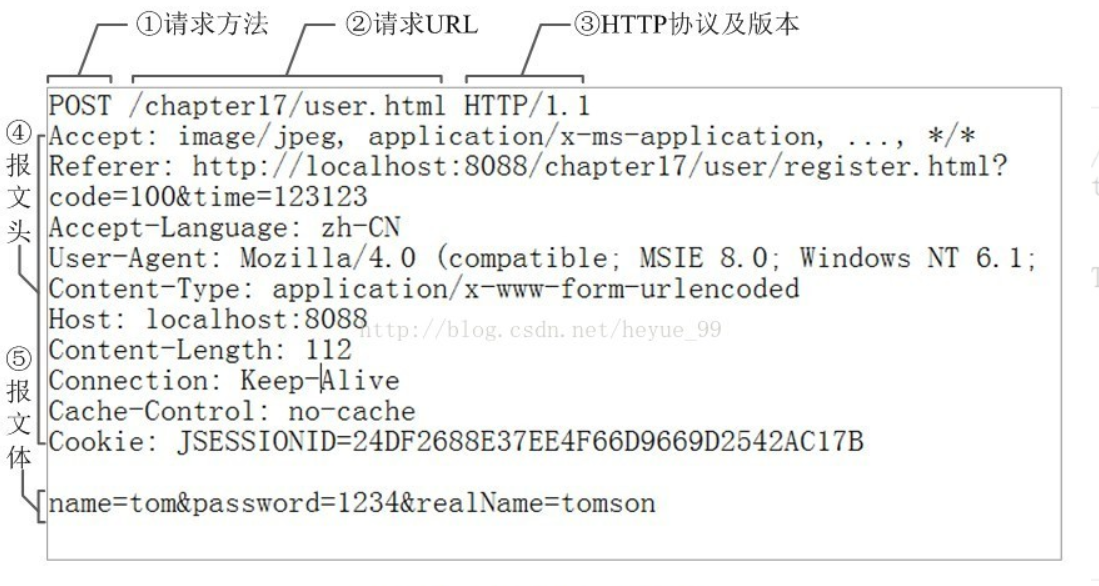 ①请求方法 ②请求URL ③HTTP协议及版本
POST /chapter17/user.html HTTP/1.1
④报文头
Accept: image/jpeg, application/x-ms-application, ..., */*
Referer: http://localhost:8088/chapter17/user/register.html?
code=100&time=123123
Accept-Language: zh-CN
User-Agent: Mozilla/4.0 (compatible; MSIE 8.0; Windows NT 6.1;
Content-Type: application/x-www-form-urlencoded
Host: localhost:8088
http://blog.csdn.net/heyue_99
Content-Length: 112
Connection: Keep-Alive
Cache-Control: no-cache
Cookie: JSESSIONID=24DF2688E37EE4F66D9669D2542AC17B
⑤报文体
name=tom&password=1234&realName=tomson